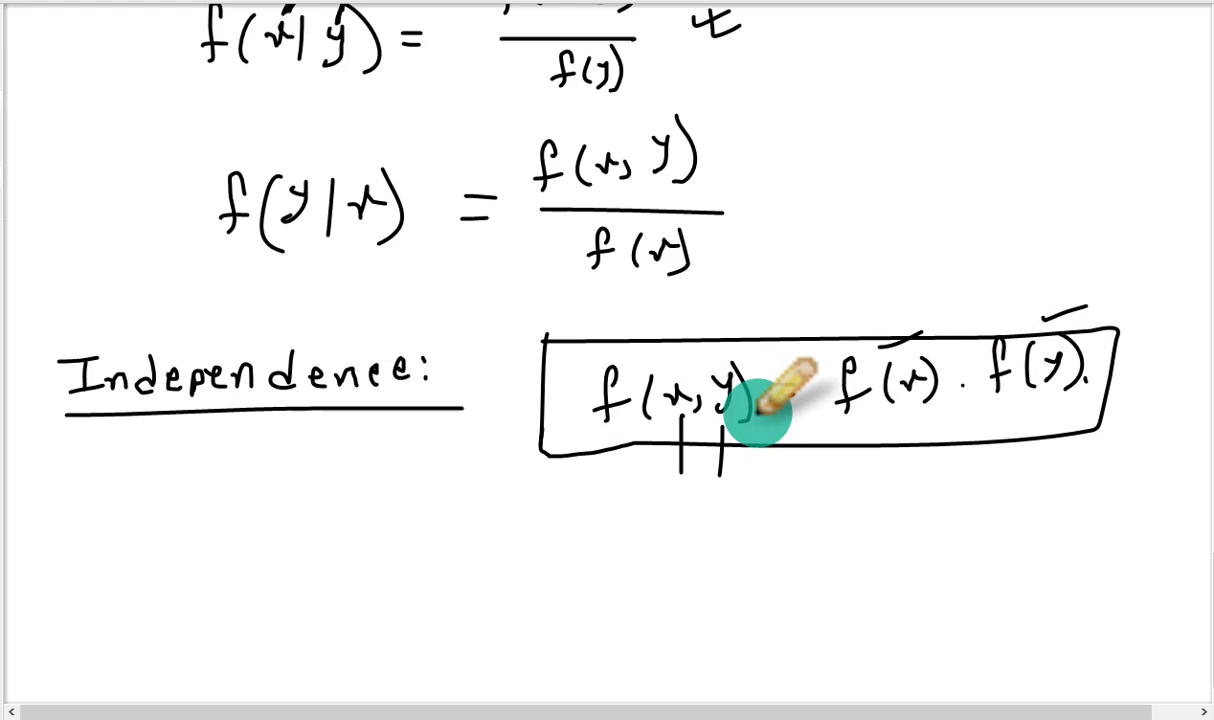 f(x|y) = / f(y)
f(y|x) = f(x, y) / f(x)
Independence: f(x, y) = f(x) . f(y).